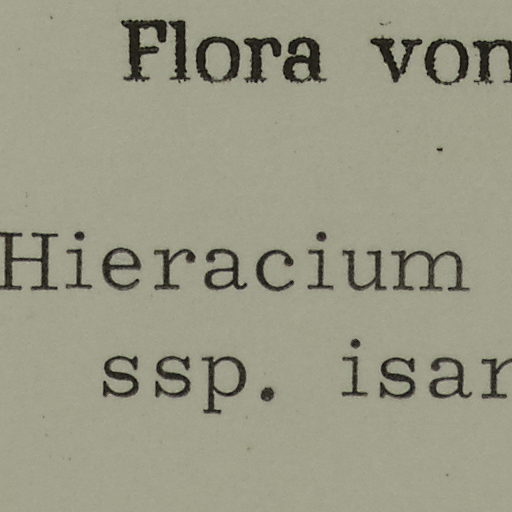 Flora von
Hieracium
ssp. isar